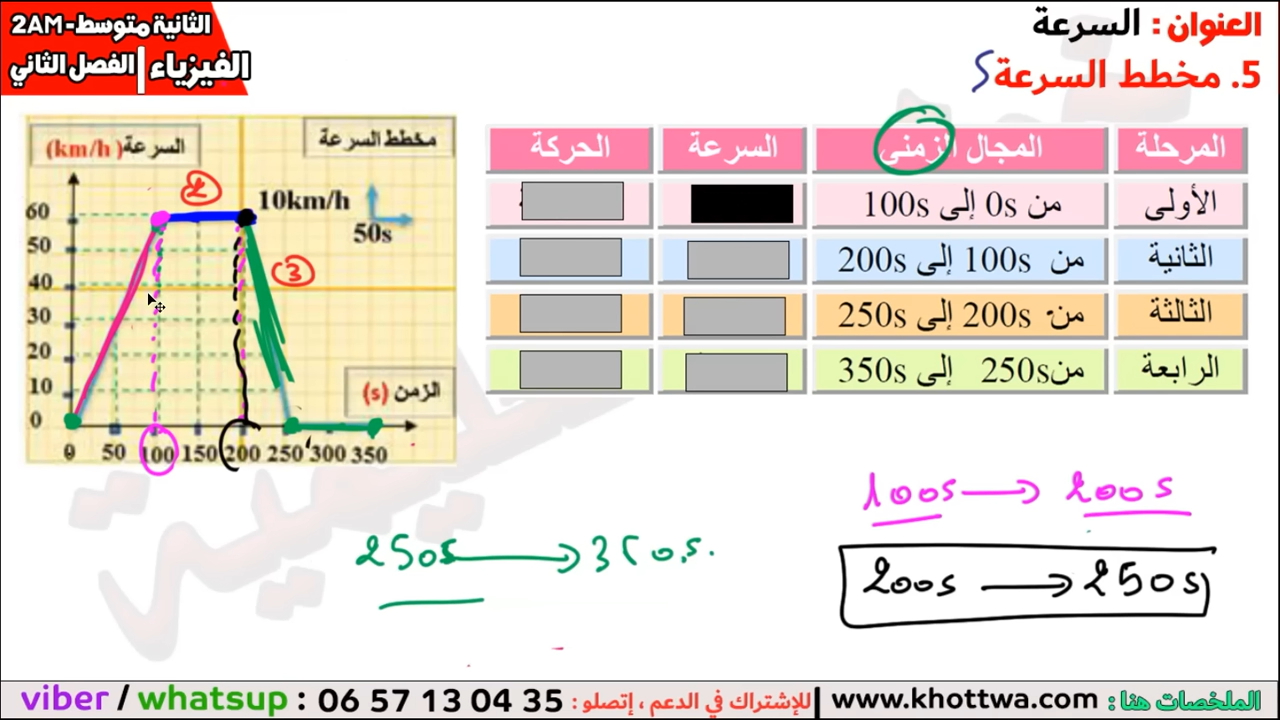 العنوان : السرعة
5. مخطط السرعة
الثانية متوسط-2AM
الفيزياء | الفصل الثاني
مخطط السرعة
السرعة (km/h)
2
10km/h
50s
3
60
50
40
30
20
10
0
الزمن (s)
0 50 100 150 200 250 300 350
المرحلة المجال الزمني السرعة الحركة
الأولى من 0s إلى 100s
الثانية من 100s إلى 200s
الثالثة من 200s إلى 250s
الرابعة من 250s إلى 350s
100s → 200s
200s → 250s
250s → 350s.
الملخصات هنا : www.khottwa.com | للإشتراك في الدعم ، إتصلو : viber / whatsup : 06 57 13 04 35